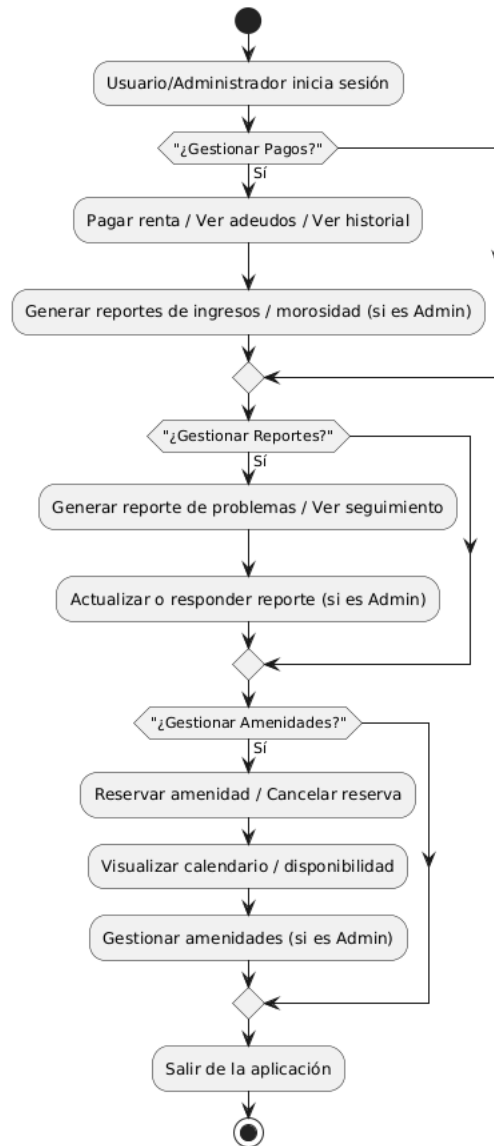 Usuario/Administrador inicia sesión
"¿Gestionar Pagos?"
Sí
Pagar renta / Ver adeudos / Ver historial
Generar reportes de ingresos / morosidad (si es Admin)
"¿Gestionar Reportes?"
Sí
Generar reporte de problemas / Ver seguimiento
Actualizar o responder reporte (si es Admin)
"¿Gestionar Amenidades?"
Sí
Reservar amenidad / Cancelar reserva
Visualizar calendario / disponibilidad
Gestionar amenidades (si es Admin)
Salir de la aplicación